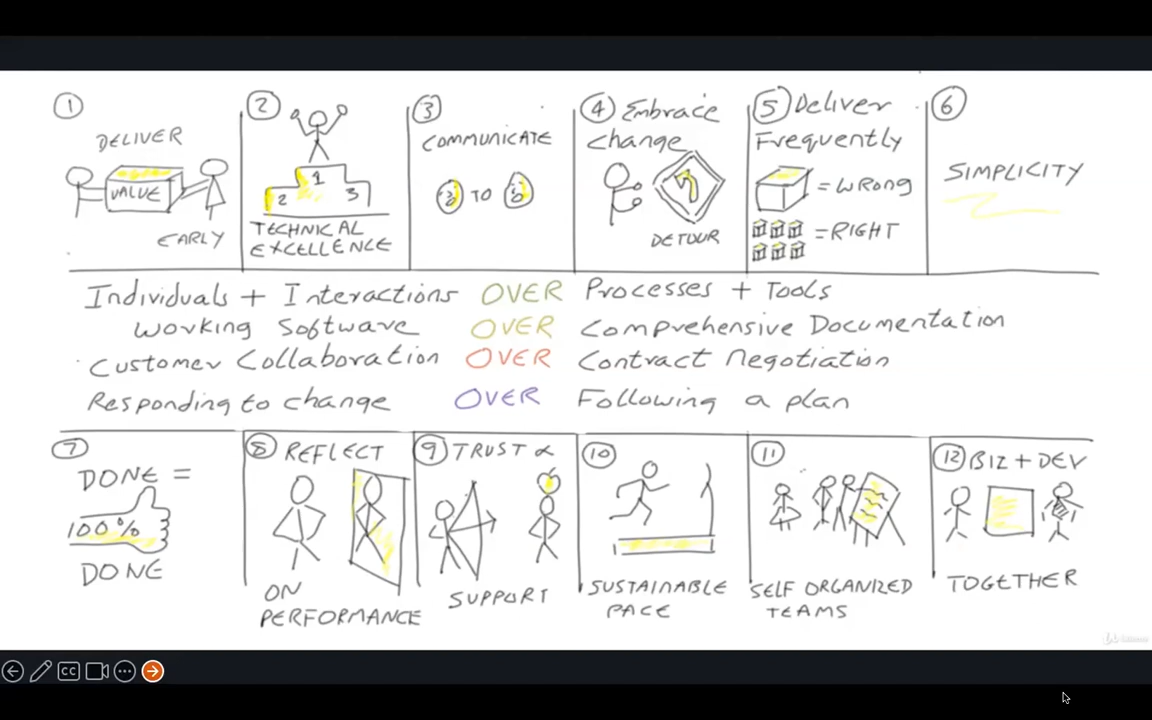 1
DELIVER
VALUE
EARLY
2
1
2
3
TECHNICAL
EXCELLENCE
3
COMMUNICATE
TO
4 Embrace
change
DETOUR
5 Deliver
Frequently
= WRONG
= RIGHT
6
SIMPLICITY
Individuals + Interactions OVER Processes + Tools
Working Software OVER Comprehensive Documentation
Customer Collaboration OVER Contract Negotiation
Responding to change OVER Following a plan
7
DONE =
100%
DONE
8 REFLECT
ON
PERFORMANCE
9 TRUST &
SUPPORT
10
SUSTAINABLE
PACE
11
SELF ORGANIZED
TEAMS
12 BIZ + DEV
TOGETHER
CC